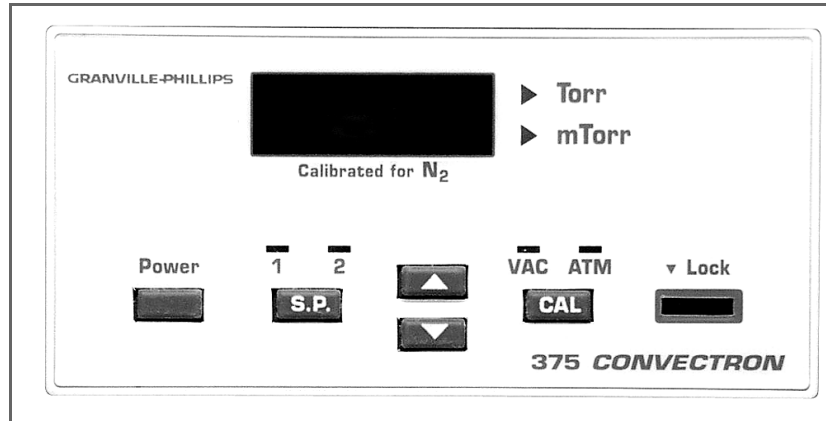 GRANVILLE-PHILLIPS
Torr
mTorr
Calibrated for N₂
Power
1 2
VAC ATM
Lock
S.P.
CAL
375 CONVECTRON